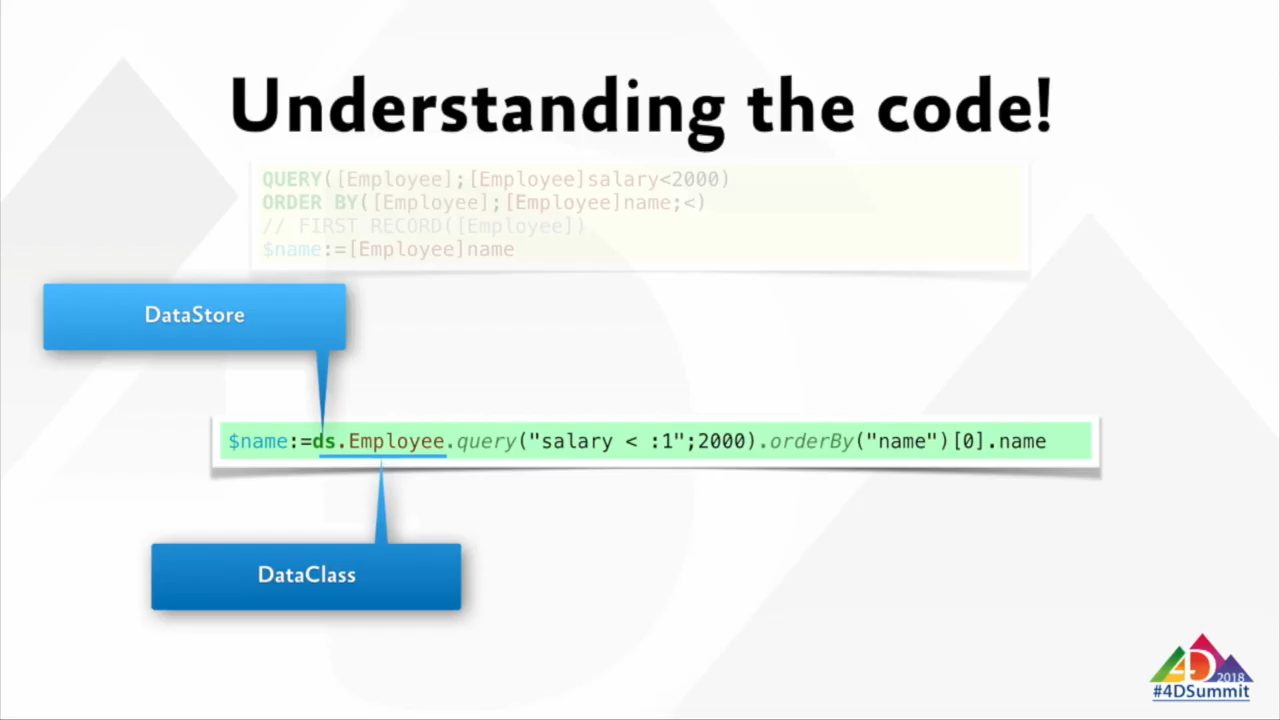 Understanding the code!
QUERY([Employee];[Employee]salary<2000)
ORDER BY([Employee];[Employee]name;<)
// FIRST RECORD([Employee])
$name:=[Employee]name
DataStore
$name:=ds.Employee.query("salary < :1";2000).orderBy("name")[0].name
DataClass
4D 2018
#4DSummit